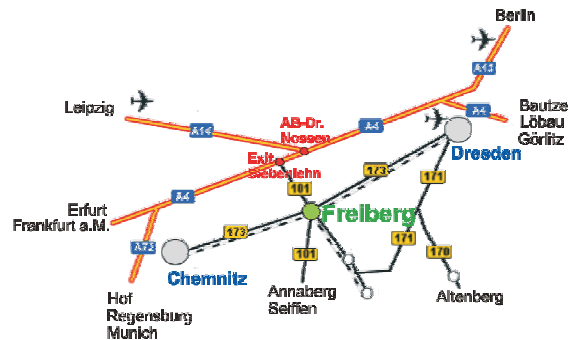 Berlin
A13
Leipzig
A14
AB-Dr.
Nossen
A4
A4
Bautze
Löbau
Görlitz
Dresden
Exit
Siebenlehn
101
173
171
A4
Erfurt
Frankfurt a.M.
Freiberg
173
A72
101
171
170
Chemnitz
Annaberg
Seiffen
Altenberg
Hof
Regensburg
Munich